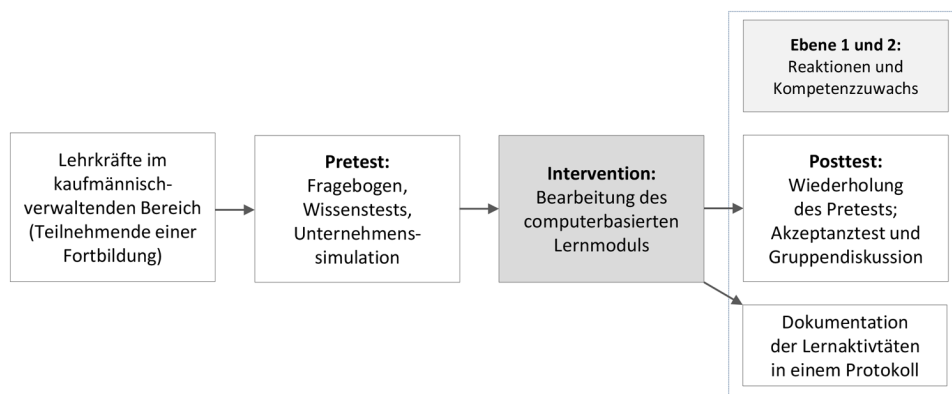 Ebene 1 und 2:
Reaktionen und
Kompetenzzuwachs
Lehrkräfte im
kaufmännisch-
verwaltenden Bereich
(Teilnehmende einer
Fortbildung)
Pretest:
Fragebogen,
Wissenstests,
Unternehmens-
simulation
Intervention:
Bearbeitung des
computerbasierten
Lernmoduls
Posttest:
Wiederholung
des Pretests;
Akzeptanztest und
Gruppendiskussion
Dokumentation
der Lernaktivtäten
in einem Protokoll